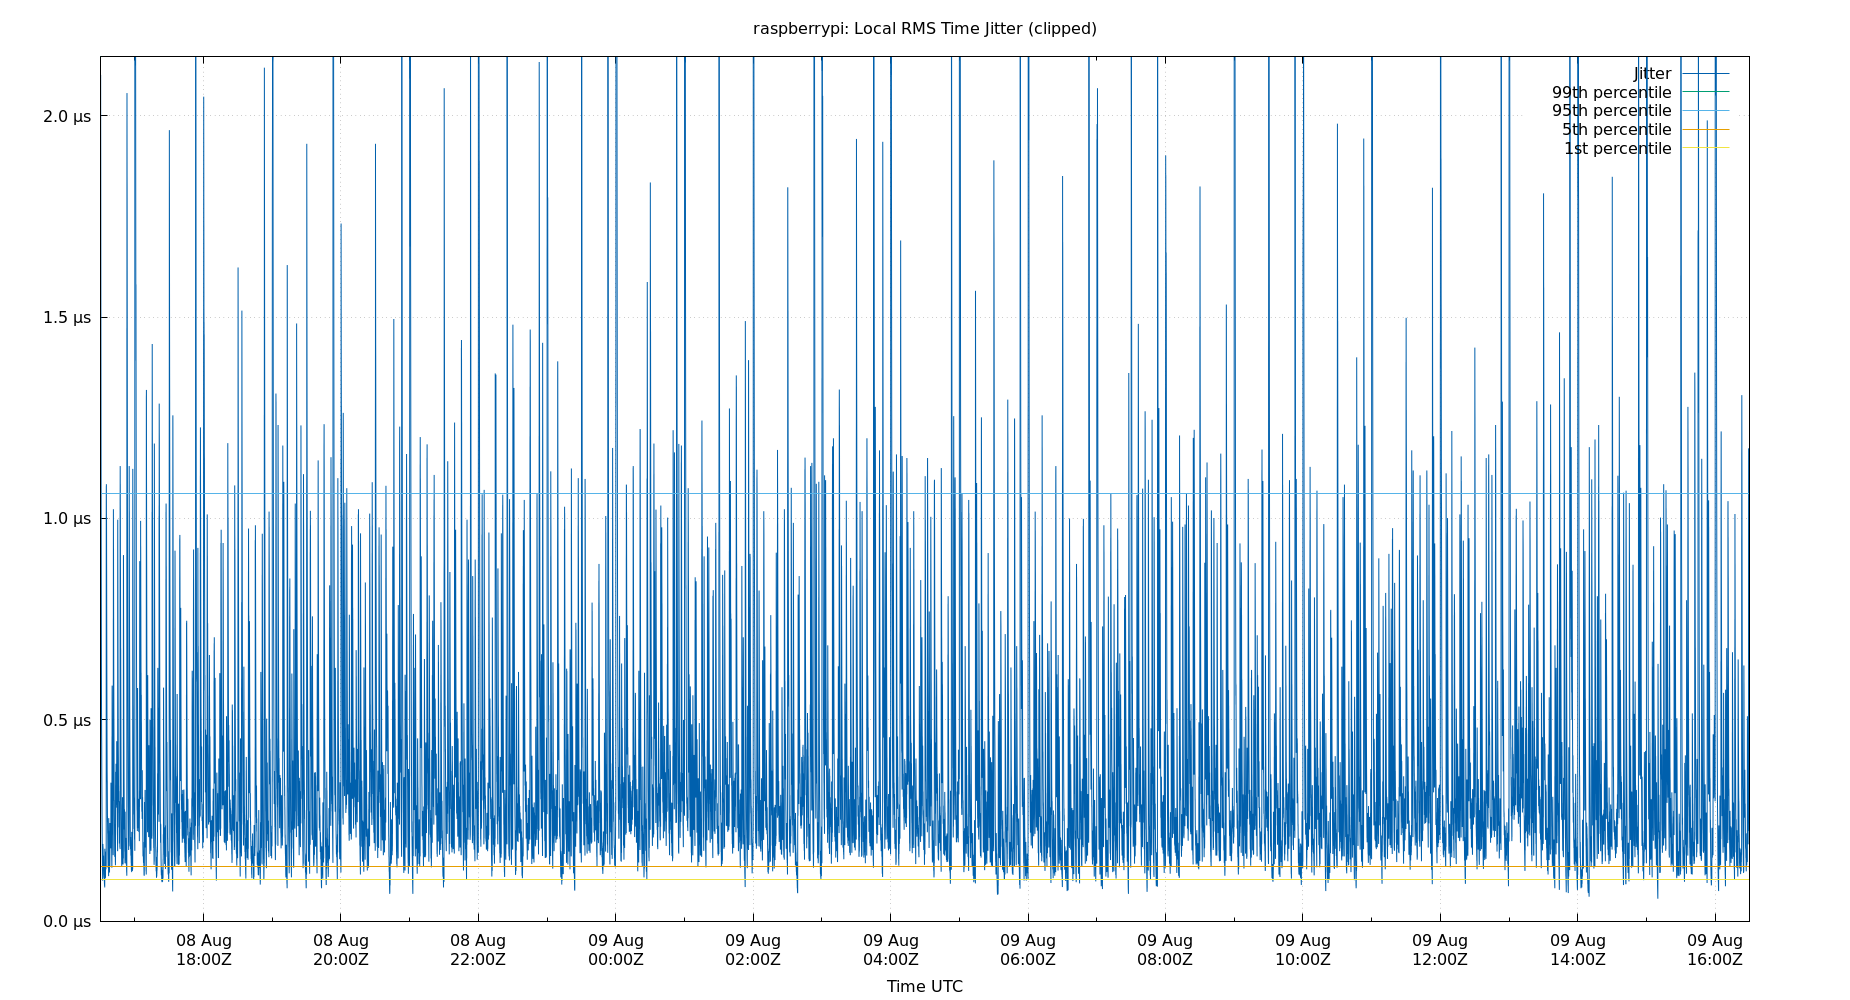 raspberrypi: Local RMS Time Jitter (clipped)
Jitter
99th percentile
95th percentile
5th percentile
1st percentile
2.0 µs
1.5 µs
1.0 µs
0.5 µs
0.0 µs
08 Aug 08 Aug 08 Aug 09 Aug 09 Aug 09 Aug 09 Aug 09 Aug 09 Aug 09 Aug 09 Aug 09 Aug
18:00Z 20:00Z 22:00Z 00:00Z 02:00Z 04:00Z 06:00Z 08:00Z 10:00Z 12:00Z 14:00Z 16:00Z
Time UTC